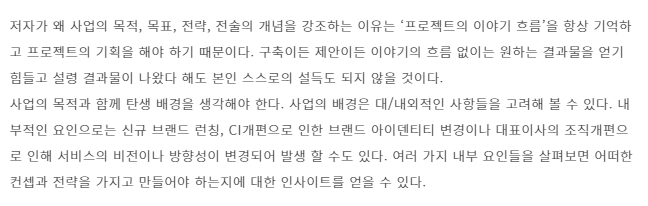 저자가 왜 사업의 목적, 목표, 전략, 전술의 개념을 강조하는 이유는 ‘프로젝트의 이야기 흐름’을 항상 기억하
고 프로젝트의 기획을 해야 하기 때문이다. 구축이든 제안이든 이야기의 흐름 없이는 원하는 결과물을 얻기
힘들고 설령 결과물이 나왔다 해도 본인 스스로의 설득도 되지 않을 것이다.
사업의 목적과 함께 탄생 배경을 생각해야 한다. 사업의 배경은 대/내외적인 사항들을 고려해 볼 수 있다. 내
부적인 요인으로는 신규 브랜드 런칭, CI개편으로 인한 브랜드 아이덴티티 변경이나 대표이사의 조직개편으
로 인해 서비스의 비전이나 방향성이 변경되어 발생 할 수도 있다. 여러 가지 내부 요인들을 살펴보면 어떠한
컨셉과 전략을 가지고 만들어야 하는지에 대한 인사이트를 얻을 수 있다.